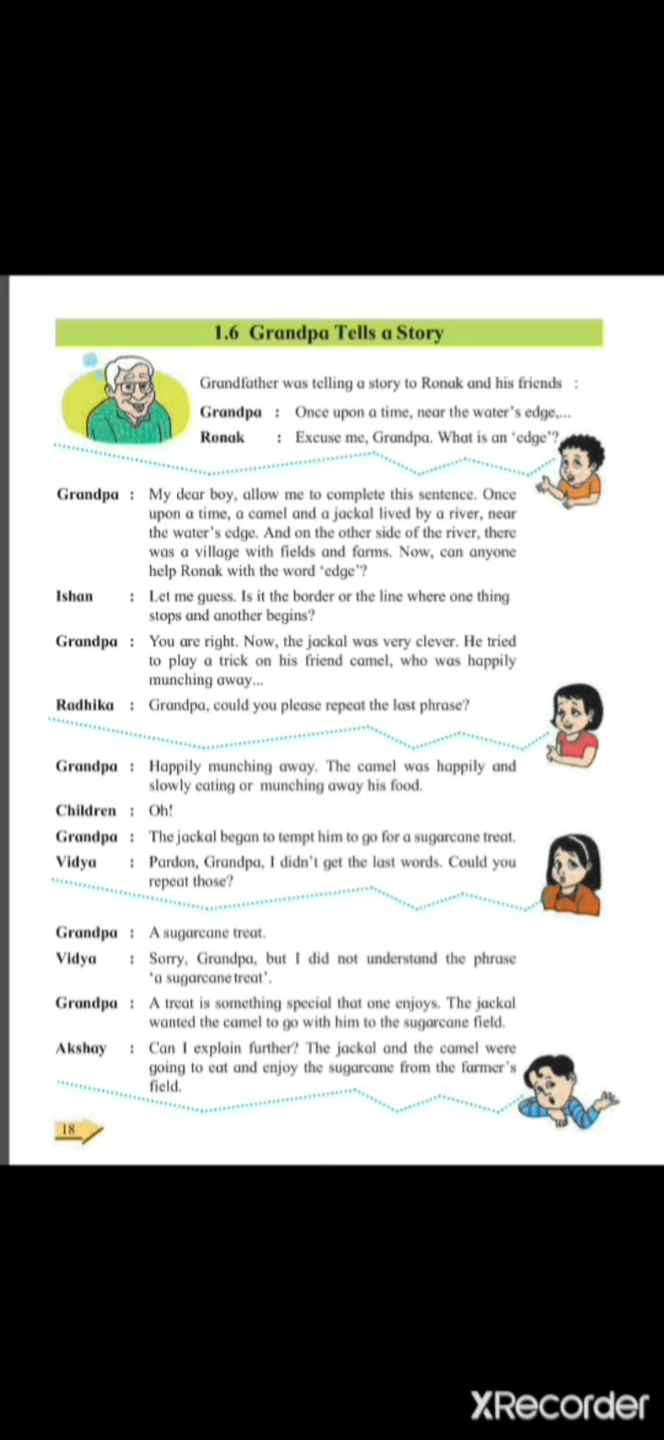 1.6 Grandpa Tells a Story
Grandfather was telling a story to Ronak and his friends :
Grandpa : Once upon a time, near the water's edge,...
Ronak : Excuse me, Grandpa. What is an 'edge'?
Grandpa : My dear boy, allow me to complete this sentence. Once
upon a time, a camel and a jackal lived by a river, near
the water's edge. And on the other side of the river, there
was a village with fields and farms. Now, can anyone
help Ronak with the word 'edge'?
Ishan : Let me guess. Is it the border or the line where one thing
stops and another begins?
Grandpa : You are right. Now, the jackal was very clever. He tried
to play a trick on his friend camel, who was happily
munching away...
Radhika : Grandpa, could you please repeat the last phrase?
Grandpa : Happily munching away. The camel was happily and
slowly eating or munching away his food.
Children : Oh!
Grandpa : The jackal began to tempt him to go for a sugarcane treat.
Vidya : Pardon, Grandpa, I didn't get the last words. Could you
repeat those?
Grandpa : A sugarcane treat.
Vidya : Sorry, Grandpa, but I did not understand the phrase
'a sugarcane treat'.
Grandpa : A treat is something special that one enjoys. The jackal
wanted the camel to go with him to the sugarcane field.
Akshay : Can I explain further? The jackal and the camel were
going to eat and enjoy the sugarcane from the farmer's
field.
18
XRecorder